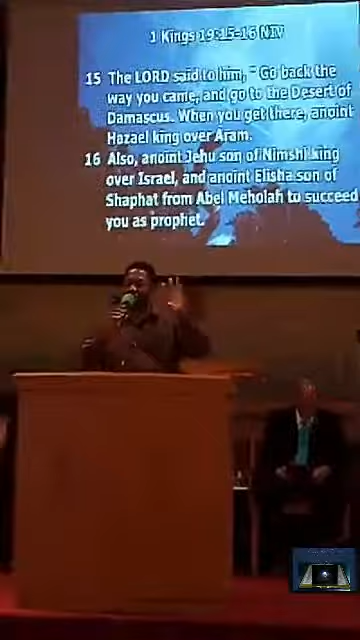 1 Kings 19:15-16 NIV
15 The LORD said to him, "Go back the
way you came, and go to the Desert of
Damascus. When you get there, anoint
Hazael king over Aram.
16 Also, anoint Jehu son of Nimshi king
over Israel, and anoint Elisha son of
Shaphat from Abel Meholah to succeed
you as prophet.